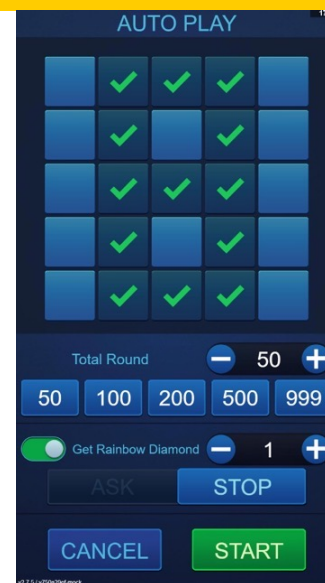 AUTO PLAY
Total Round
50
50 100 200 500 999
Get Rainbow Diamond
1
ASK STOP
CANCEL START